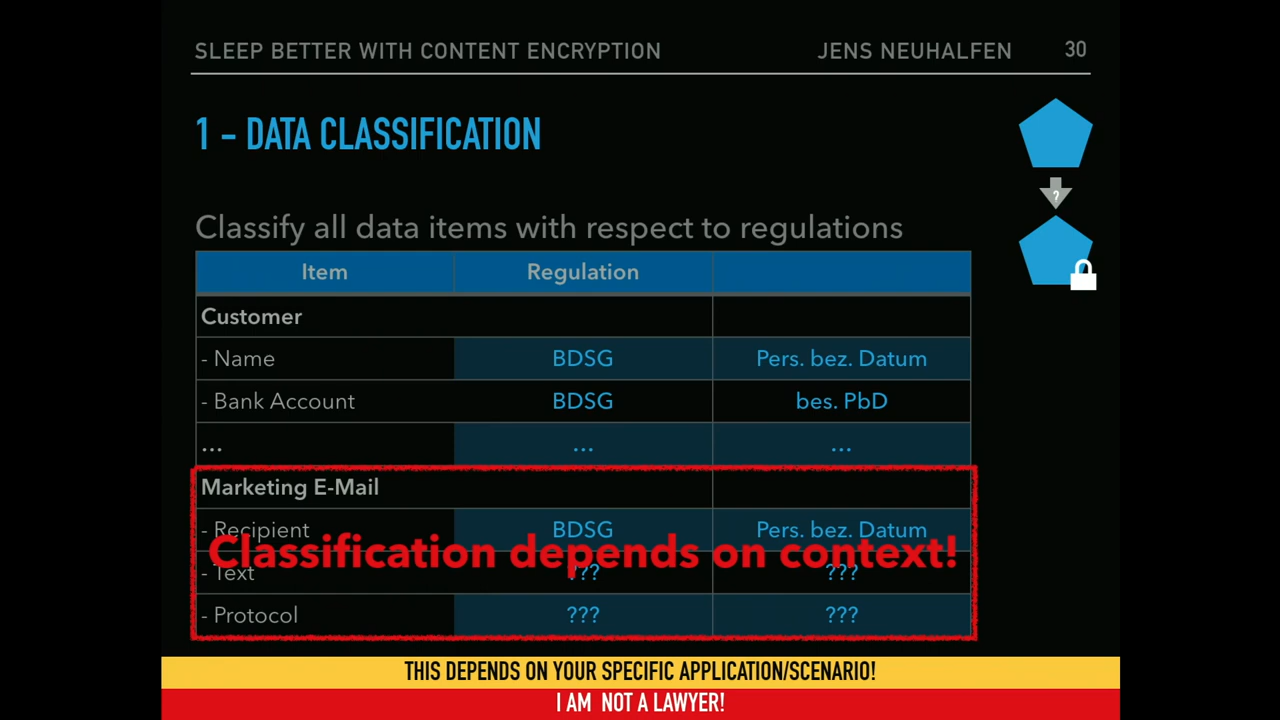 SLEEP BETTER WITH CONTENT ENCRYPTION JENS NEUHALFEN 30
1 - DATA CLASSIFICATION
?
Classify all data items with respect to regulations
Item Regulation
Customer
- Name BDSG Pers. bez. Datum
- Bank Account BDSG bes. PbD
... ... ...
Marketing E-Mail
- Recipient BDSG Pers. bez. Datum
Classification depends on context!
- Text ??? ???
- Protocol ??? ???
THIS DEPENDS ON YOUR SPECIFIC APPLICATION/SCENARIO!
I AM NOT A LAWYER!